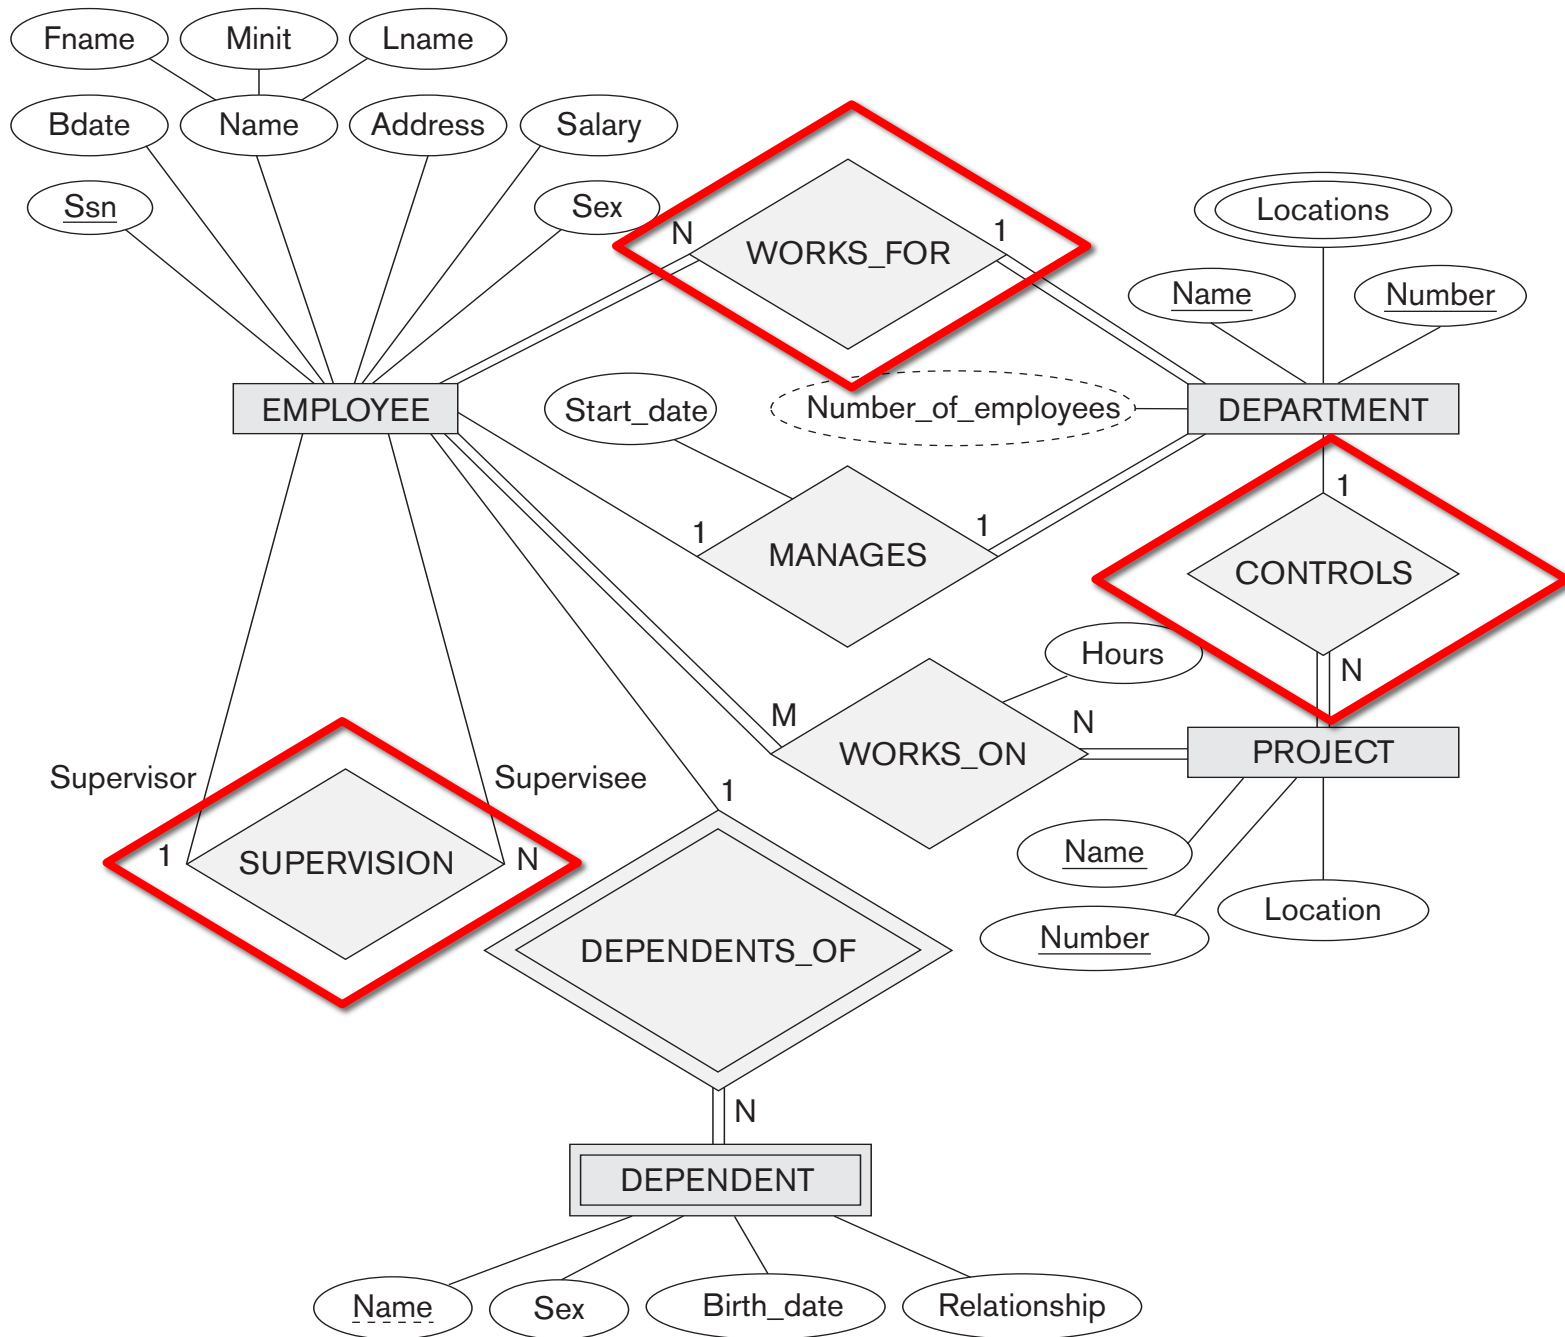 Fname
Minit
Lname
Bdate
Name
Address
Salary
Ssn
Sex
N
WORKS_FOR
1
Locations
Name
Number
EMPLOYEE
Start_date
Number_of_employees
DEPARTMENT
1
MANAGES
1
1
CONTROLS
N
Hours
M
WORKS_ON
N
PROJECT
Supervisor
Supervisee
1
SUPERVISION
N
1
Name
Number
Location
DEPENDENTS_OF
N
DEPENDENT
Name
Sex
Birth_date
Relationship